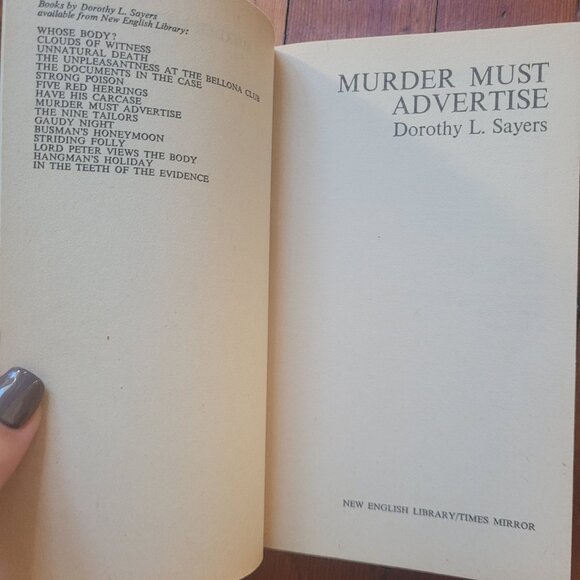 Books by Dorothy L. Sayers
available from New English Library:
WHOSE BODY?
CLOUDS OF WITNESS
UNNATURAL DEATH
THE UNPLEASANTNESS AT THE BELLONA CLUB
THE DOCUMENTS IN THE CASE
STRONG POISON
FIVE RED HERRINGS
HAVE HIS CARCASE
MURDER MUST ADVERTISE
THE NINE TAILORS
GAUDY NIGHT
BUSMAN'S HONEYMOON
STRIDING FOLLY
LORD PETER VIEWS THE BODY
HANGMAN'S HOLIDAY
IN THE TEETH OF THE EVIDENCE
MURDER MUST
ADVERTISE
Dorothy L. Sayers
NEW ENGLISH LIBRARY/TIMES MIRROR